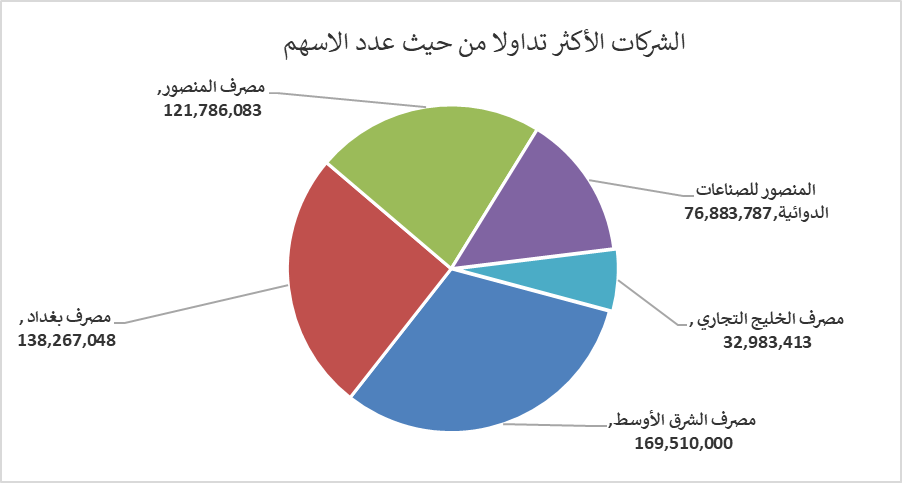 الشركات الأكثر تداولا من حيث عدد الاسهم
مصرف المنصور,
121,786,083
المنصور للصناعات
الدوائية,76,883,787
مصرف بغداد ,
138,267,048
مصرف الخليج التجاري ,
32,983,413
مصرف الشرق الأوسط,
169,510,000